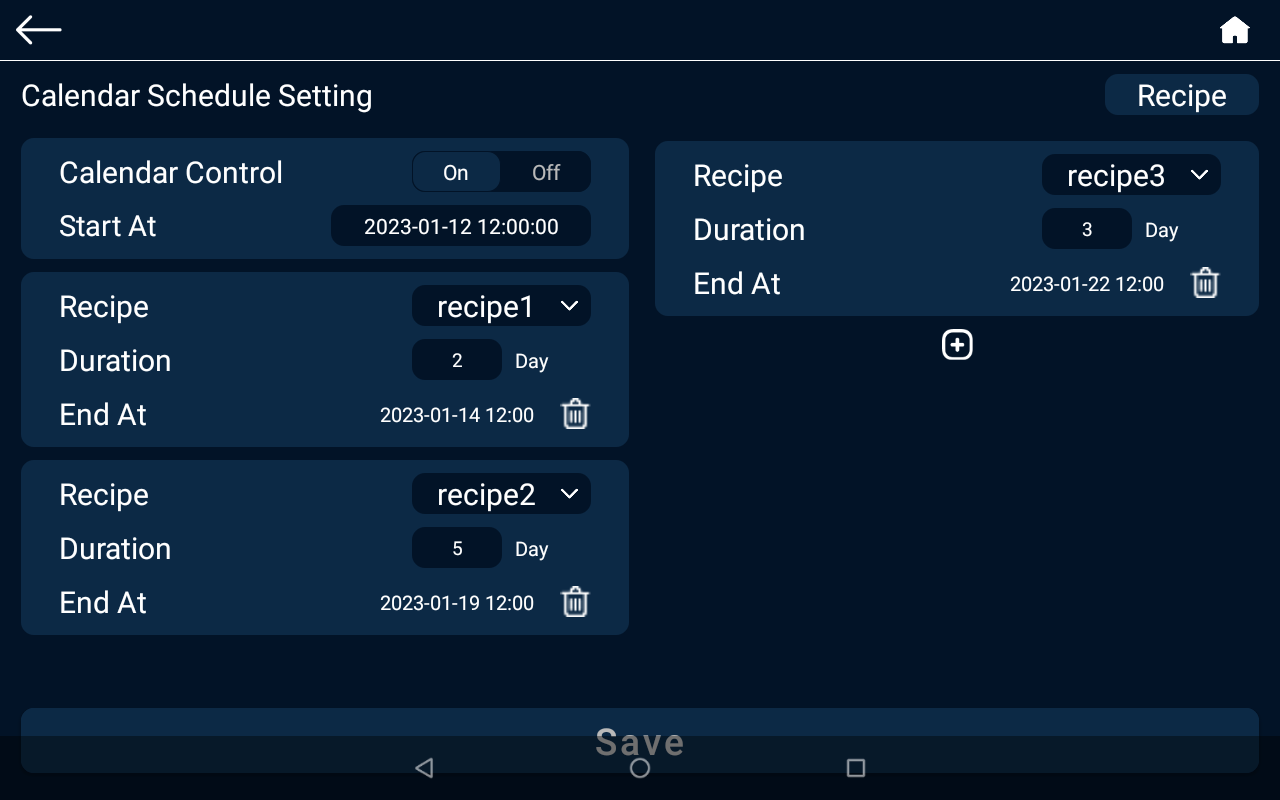 Calendar Schedule Setting
Recipe
Calendar Control On Off
Start At 2023-01-12 12:00:00
Recipe recipe1
Duration 2 Day
End At 2023-01-14 12:00
Recipe recipe2
Duration 5 Day
End At 2023-01-19 12:00
Recipe recipe3
Duration 3 Day
End At 2023-01-22 12:00
Save